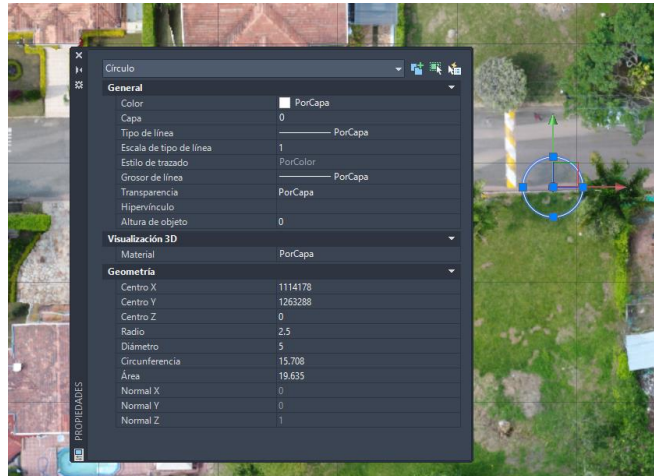 Círculo
General
Color PorCapa
Capa 0
Tipo de línea PorCapa
Escala de tipo de línea 1
Estilo de trazado PorColor
Grosor de línea PorCapa
Transparencia PorCapa
Hipervínculo
Altura de objeto 0
Visualización 3D
Material PorCapa
Geometría
Centro X 1114178
Centro Y 1263288
Centro Z 0
Radio 2.5
Diámetro 5
Circunferencia 15.708
Área 19.635
Normal X 0
Normal Y 0
Normal Z 1
PROPIEDADES